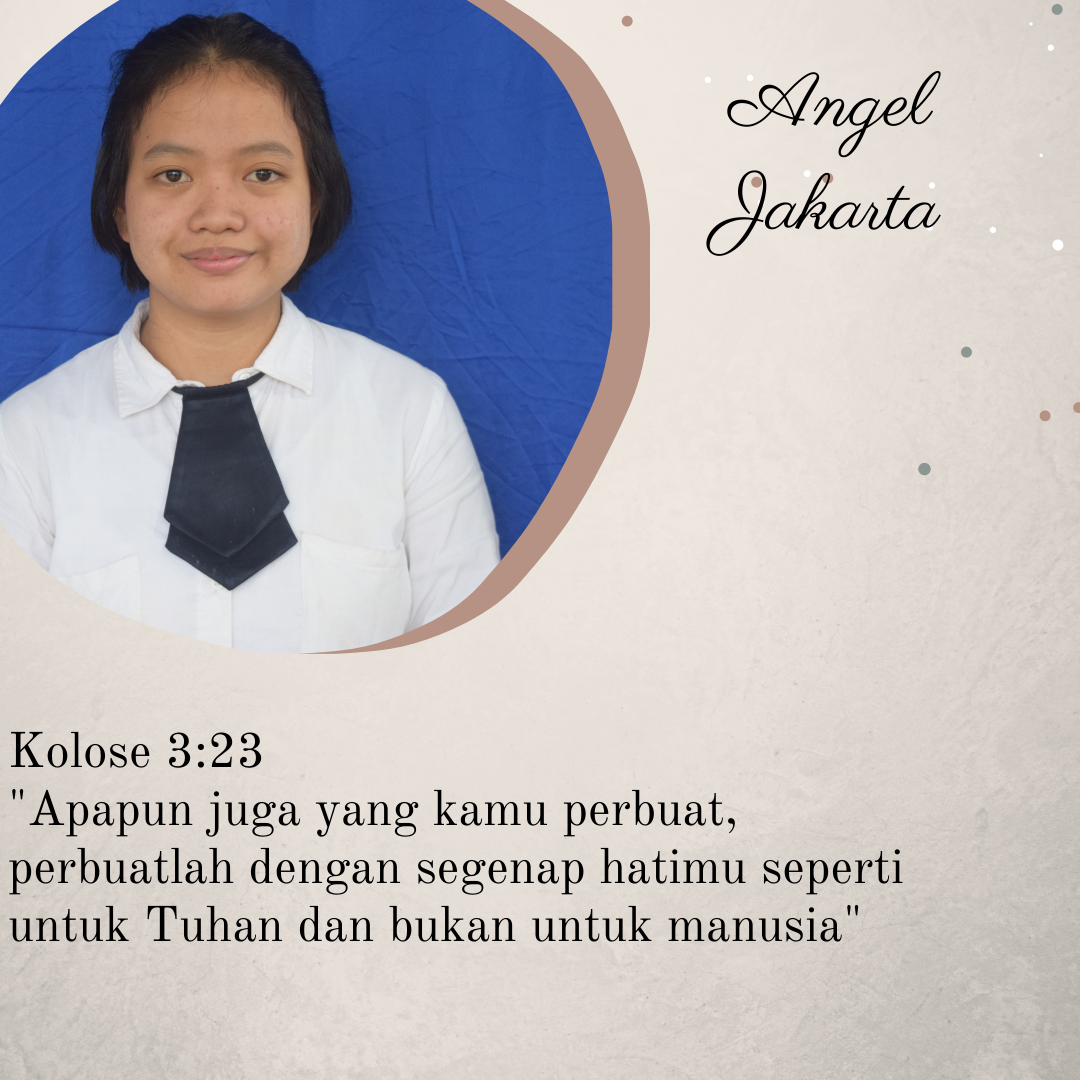 Angel
Jakarta
Kolose 3:23
"Apapun juga yang kamu perbuat,
perbuatlah dengan segenap hatimu seperti
untuk Tuhan dan bukan untuk manusia"